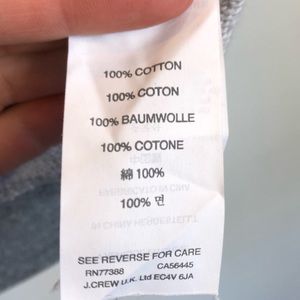 100% COTTON
100% COTON
100% BAUMWOLLE
100% COTONE
綿 100%
100% 면
SEE REVERSE FOR CARE
RN77388 CA56445
J.CREW U.K. Ltd EC4V 6JA